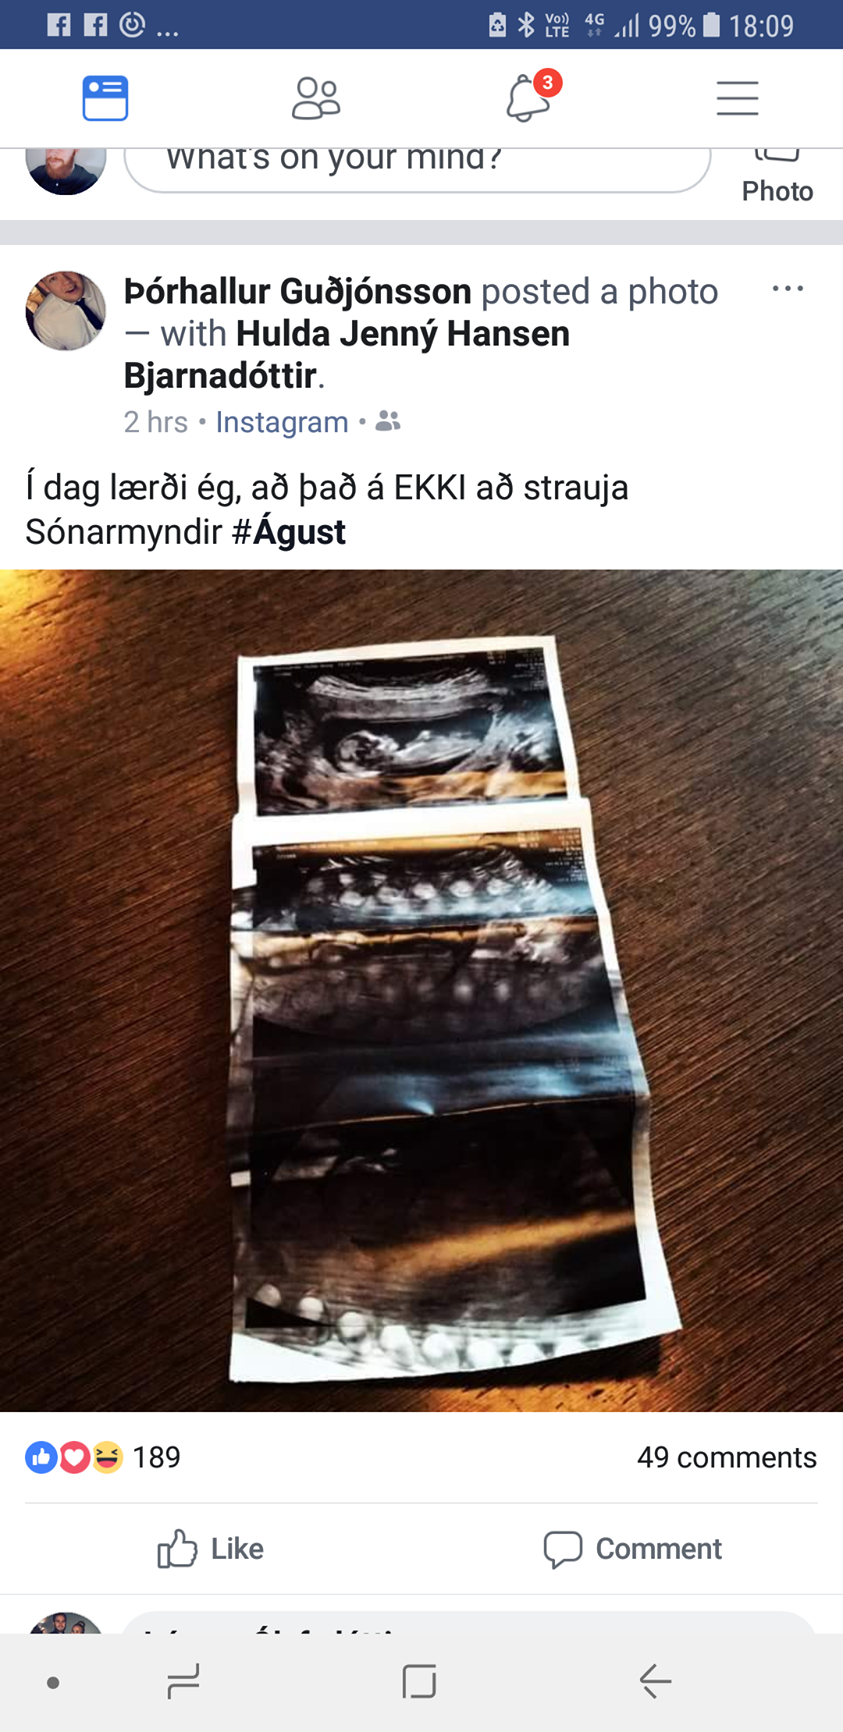 ... Vo)) LTE 4G 99% 18:09
3
What's on your mind?
Photo
Þórhallur Guðjónsson posted a photo
— with Hulda Jenný Hansen
Bjarnadóttir.
2 hrs • Instagram •
Í dag lærði ég, að það á EKKI að strauja
Sónarmyndir #Águst
189
49 comments
Like
Comment